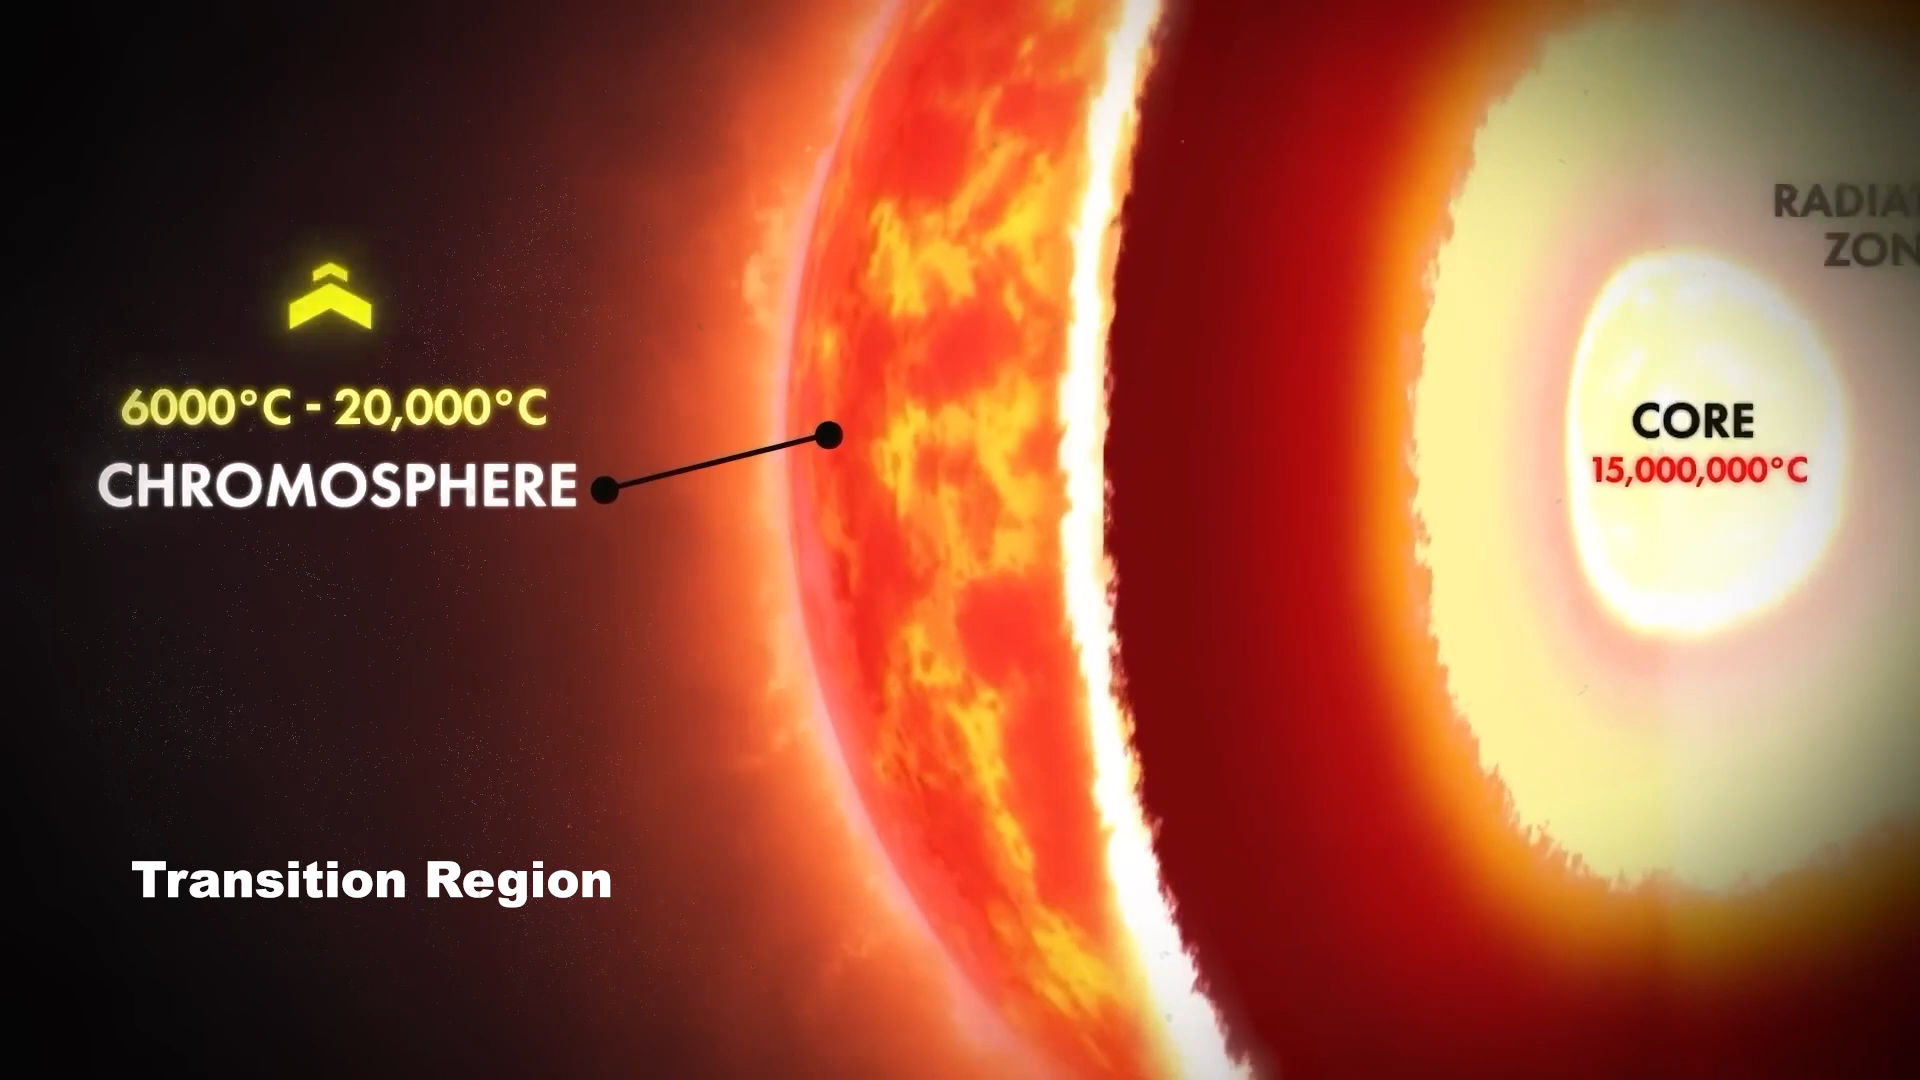 6000°C - 20,000°C
CHROMOSPHERE
Transition Region
CORE
15,000,000°C